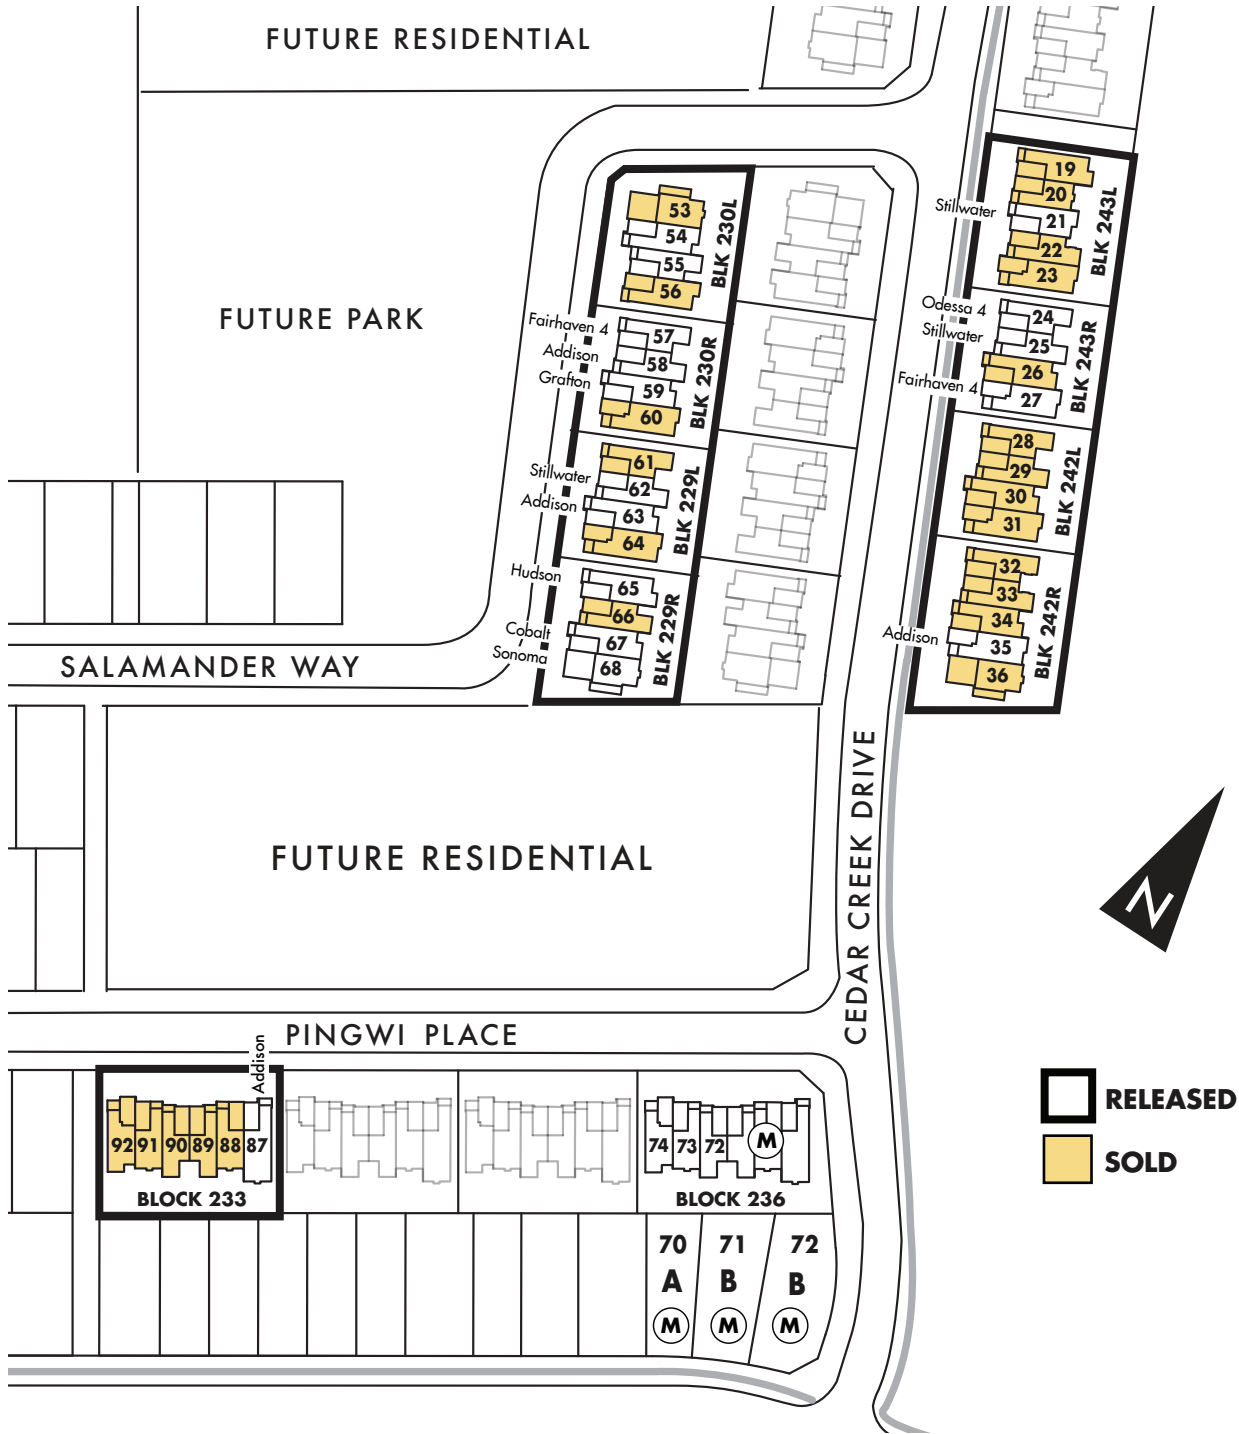 FUTURE RESIDENTIAL
FUTURE PARK
53
54
55
56
BLK 230L
Fairhaven 4
Addison
Grafton
57
58
59
60
BLK 230R
Stillwater
Addison
61
62
63
64
BLK 229L
Hudson
Cobalt
Sonoma
65
66
67
68
BLK 229R
Stillwater
19
20
21
22
23
BLK 243L
Odessa 4
Stillwater
Fairhaven 4
24
25
26
27
BLK 243R
28
29
30
31
BLK 242L
Addison
32
33
34
35
36
BLK 242R
SALAMANDER WAY
FUTURE RESIDENTIAL
CEDAR CREEK DRIVE
N
PINGWI PLACE
Addison
92 91 90 89 88 87
BLOCK 233
74 73 72 M
BLOCK 236
70 71 72
A B B
M M M
RELEASED
SOLD